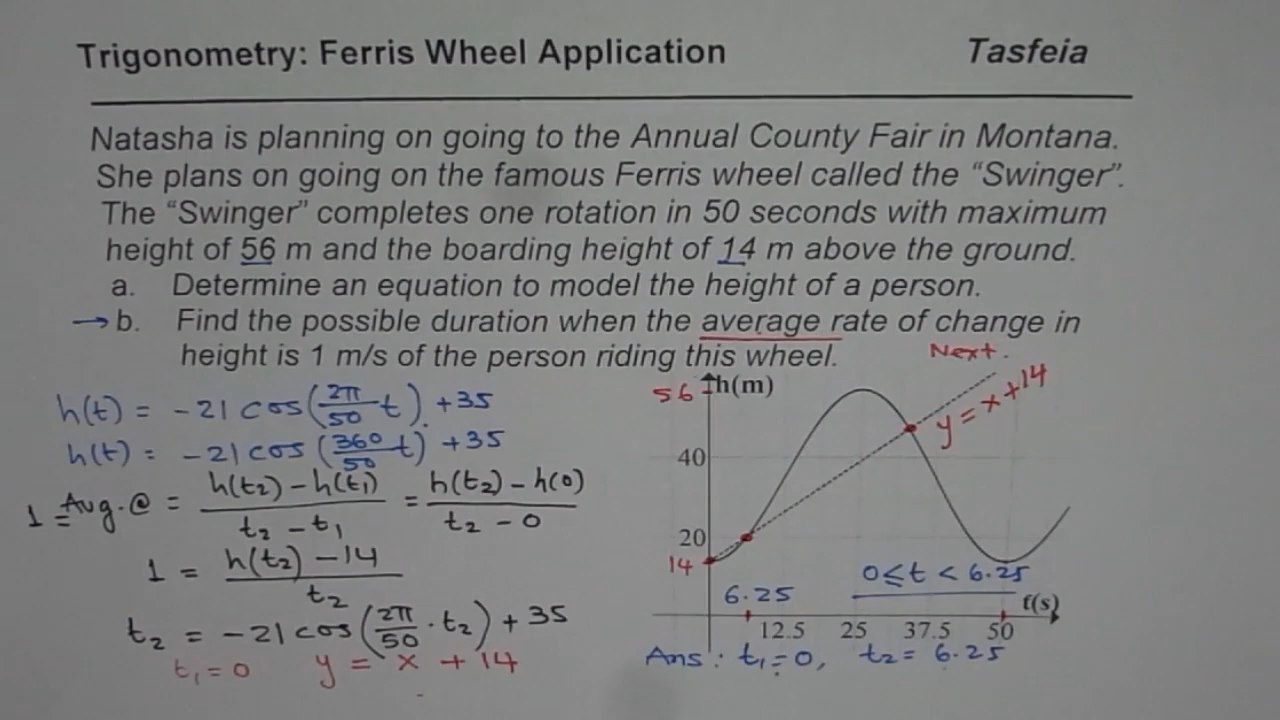 Trigonometry: Ferris Wheel Application Tasfeia
Natasha is planning on going to the Annual County Fair in Montana.
She plans on going on the famous Ferris wheel called the “Swinger”.
The “Swinger” completes one rotation in 50 seconds with maximum
height of 56 m and the boarding height of 14 m above the ground.
a. Determine an equation to model the height of a person.
→ b. Find the possible duration when the average rate of change in
height is 1 m/s of the person riding this wheel.
Next.
h(t) = -21 cos(2π/50 t) + 35
h(t) = -21 cos(360/50 t) + 35
1 = Avg. @ = h(t2) - h(t1) / t2 - t1 = h(t2) - h(0) / t2 - 0
1 = h(t2) - 14 / t2
t2 = -21 cos(2π/50 · t2) + 35
t1 = 0 y = x + 14
56 h(m)
y = x + 14
40
20
14
0 ≤ t < 6.25
6.25
t(s)
12.5 25 37.5 50
Ans: t1 = 0, t2 = 6.25